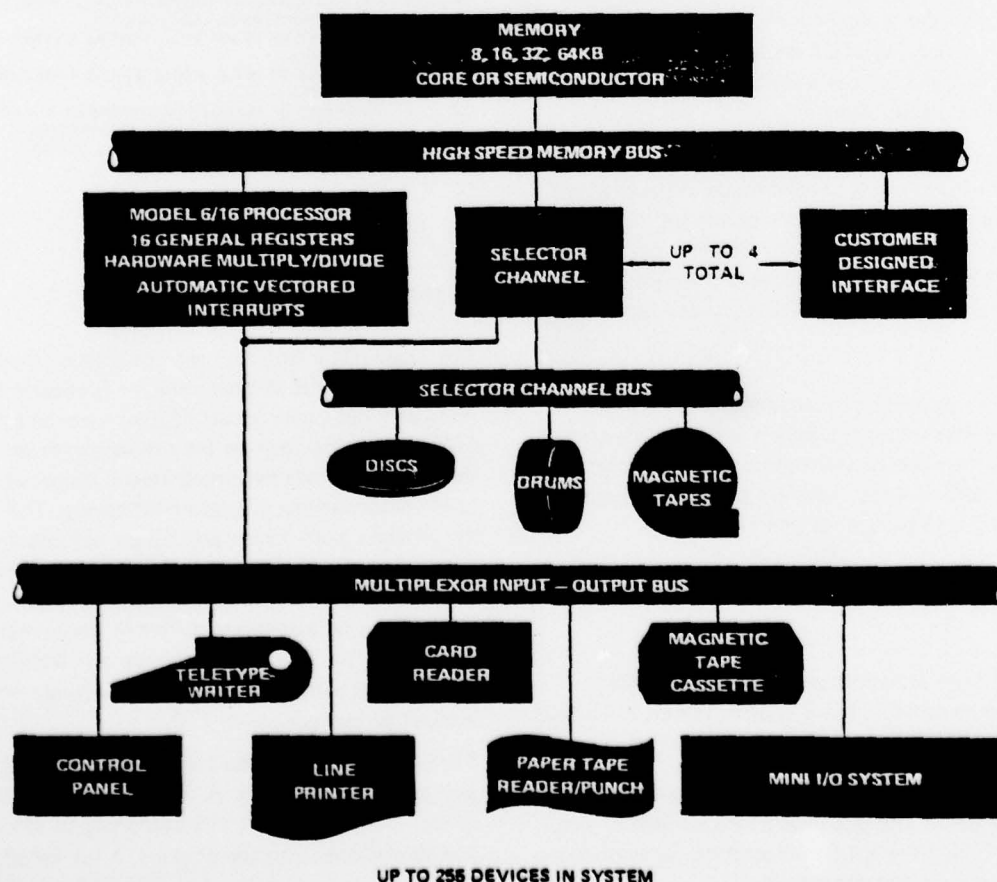 MEMORY
8, 16, 32, 64KB
CORE OR SEMICONDUCTOR
HIGH SPEED MEMORY BUS
MODEL 6/16 PROCESSOR
16 GENERAL REGISTERS
HARDWARE MULTIPLY/DIVIDE
AUTOMATIC VECTORED
INTERRUPTS
SELECTOR
CHANNEL
UP TO 4
TOTAL
CUSTOMER
DESIGNED
INTERFACE
SELECTOR CHANNEL BUS
DISCS
DRUMS
MAGNETIC
TAPES
MULTIPLEXOR INPUT – OUTPUT BUS
TELETYPE-
WRITER
CARD
READER
MAGNETIC
TAPE
CASSETTE
CONTROL
PANEL
LINE
PRINTER
PAPER TAPE
READER/PUNCH
MINI I/O SYSTEM
UP TO 256 DEVICES IN SYSTEM